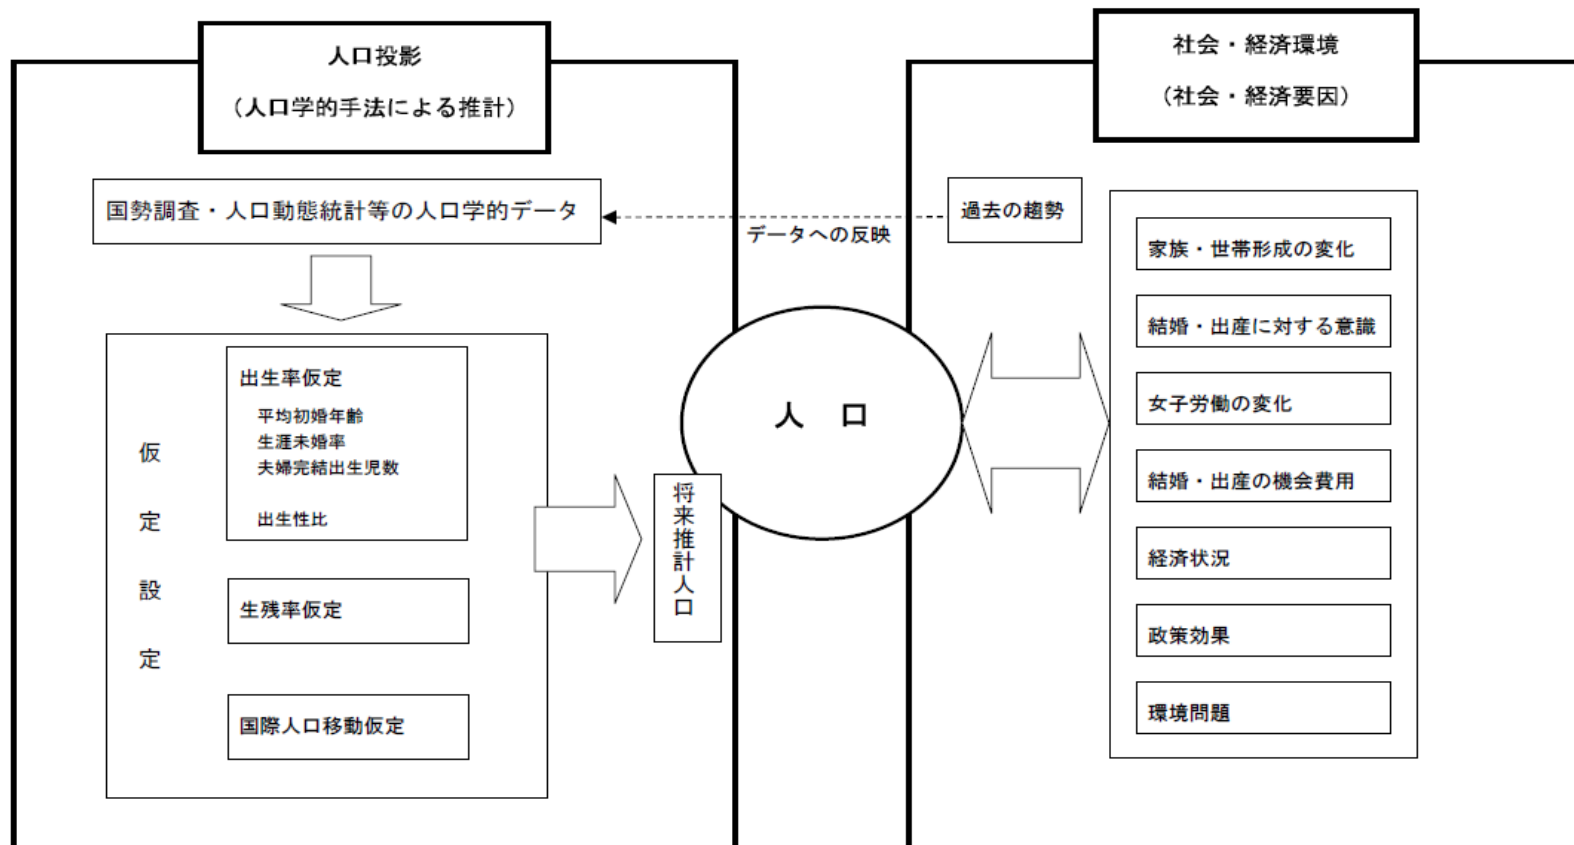 人口投影
（人口学的手法による推計）
国勢調査・人口動態統計等の人口学的データ
仮定設定
出生率仮定
平均初婚年齢
生涯未婚率
夫婦完結出生児数
出生性比
生残率仮定
国際人口移動仮定
将来推計人口
人　口
データへの反映
過去の趨勢
社会・経済環境
（社会・経済要因）
家族・世帯形成の変化
結婚・出産に対する意識
女子労働の変化
結婚・出産の機会費用
経済状況
政策効果
環境問題